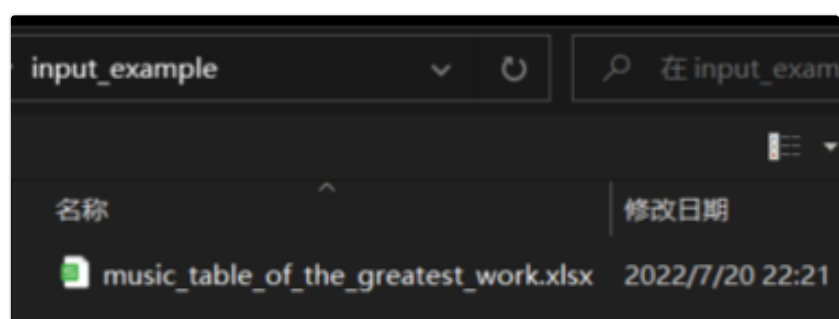 input_example
在 input_exam
名称 修改日期
music_table_of_the_greatest_work.xlsx 2022/7/20 22:21